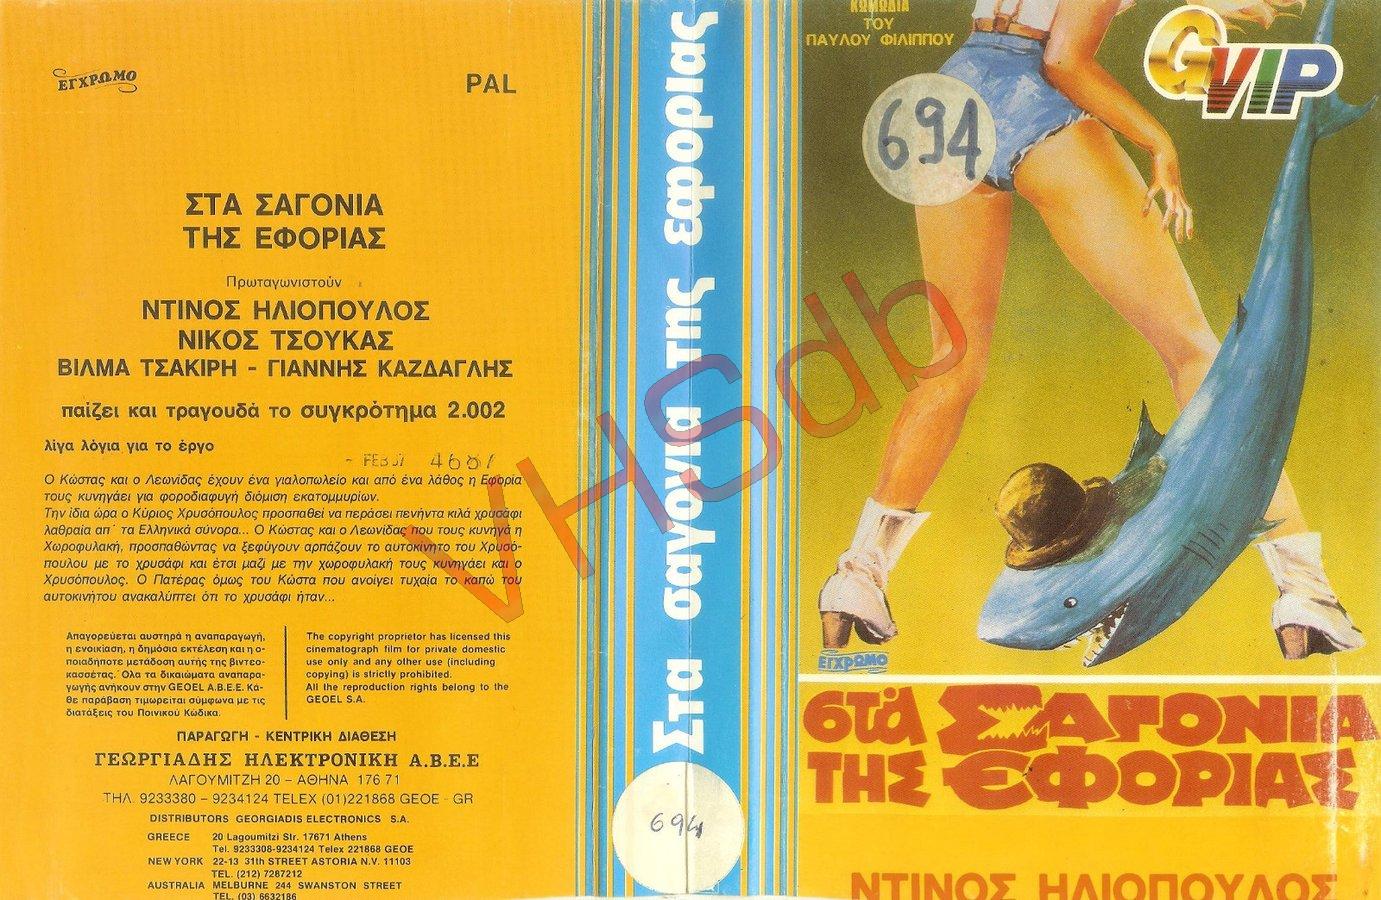 ΕΓΧΡΩΜΟ
PAL
ΣΤΑ ΣΑΓΟΝΙΑ
ΤΗΣ ΕΦΟΡΙΑΣ
Πρωταγωνιστούν
ΝΤΙΝΟΣ ΗΛΙΟΠΟΥΛΟΣ
ΝΙΚΟΣ ΤΣΟΥΚΑΣ
ΒΙΛΜΑ ΤΣΑΚΙΡΗ - ΓΙΑΝΝΗΣ ΚΑΖΔΑΓΛΗΣ
παίζει και τραγουδά το συγκρότημα 2.002
λίγα λόγια για το έργο
4687
Ο Κώστας και ο Λεωνίδας έχουν ένα γιαλοπωλείο και από ένα λάθος η Εφορία
τους κυνηγάει για φοροδιαφυγή διόμιση εκατομμυρίων.
Την ίδια ώρα ο Κύριος Χρυσόπουλος προσπαθεί να περάσει πενήντα κιλά χρυσάφι
λαθραία απ΄ τα Ελληνικά σύνορα... Ο Κώστας και ο Λεωνίδας που τους κυνηγά η
Χωροφυλακή, προσπαθώντας να ξεφύγουν αρπάζουν το αυτοκίνητο του Χρυσό-
πουλου με το χρυσάφι και έτσι μαζί με την χωροφυλακή τους κυνηγάει και ο
Χρυσόπουλος. Ο Πατέρας όμως του Κώστα που ανοίγει τυχαία το καπώ του
αυτοκινήτου ανακαλύπτει ότι το χρυσάφι ήταν...
Απαγορεύεται αυστηρά η αναπαραγωγή,
η ενοικίαση, η δημόσια εκτέλεση και η ο-
ποιαδήποτε μετάδοση αυτής της βιντεο-
κασσέτας. Όλα τα δικαιώματα αναπαρα-
γωγής ανήκουν στην GEOEL Α.Β.Ε.Ε. Κά-
θε παράβαση τιμωρείται σύμφωνα με τις
διατάξεις του Ποινικού Κώδικα.
The copyright proprietor has licensed this
cinematograph film for private domestic
use only and any other use (including
copying) is strictly prohibited.
All the reproduction rights belong to the
GEOEL S.A.
ΠΑΡΑΓΩΓΗ - ΚΕΝΤΡΙΚΗ ΔΙΑΘΕΣΗ
ΓΕΩΡΓΙΑΔΗΣ ΗΛΕΚΤΡΟΝΙΚΗ Α.Β.Ε.Ε
ΛΑΓΟΥΜΙΤΖΗ 20 – ΑΘΗΝΑ 176 71
ΤΗΛ. 9233380 – 9234124 TELEX (01)221868 GEOE - GR
DISTRIBUTORS GEORGIADIS ELECTRONICS S.A.
GREECE 20 Lagoumitzi Str. 17671 Athens
Tel. 9233308-9234124 Telex 221868 GEOE
NEW YORK 22-13 31th STREET ASTORIA N.V. 11103
TEL. (212) 7287212
AUSTRALIA MELBURNE 244 SWANSTON STREET
TEL. (03) 6632186
Στα σαγονια της εφοριας
694
VHSdb
ΚΩΜΩΔΙΑ
ΤΟΥ
ΠΑΥΛΟΥ ΦΙΛΙΠΠΟΥ
GVIP
694
ΕΓΧΡΩΜΟ
στά ΣΑΓΟΝΙΑ
ΤΗΣ ΕΦΟΡΙΑΣ
ΝΤΙΝΟΣ ΗΛΙΟΠΟΥΛΟΣ